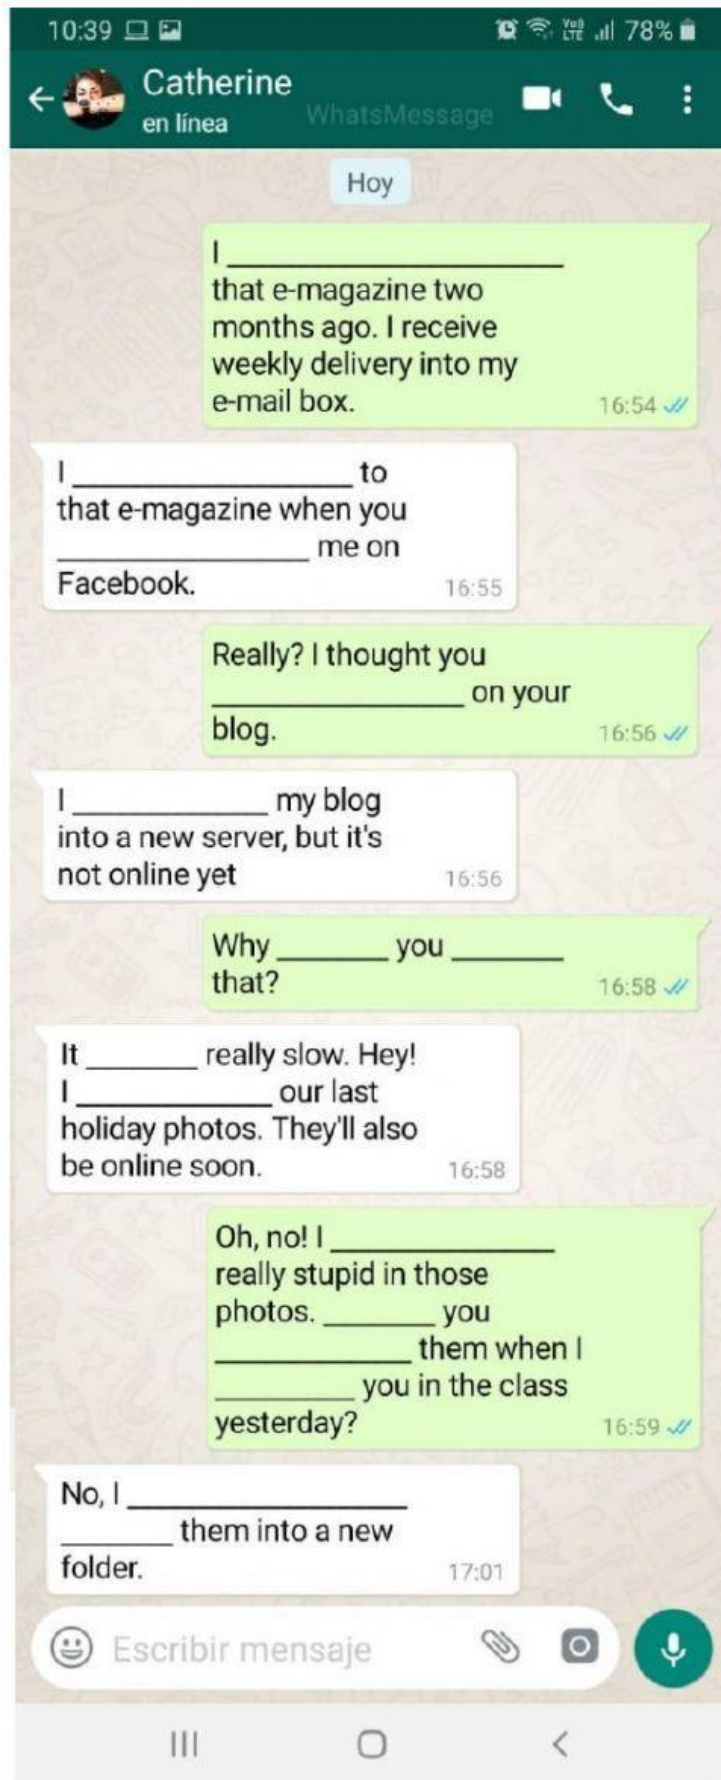 10:39 78%
Catherine
en línea WhatsMessage
Hoy
I ______________________
that e-magazine two
months ago. I receive
weekly delivery into my
e-mail box. 16:54
I __________________ to
that e-magazine when you
________________ me on
Facebook. 16:55
Really? I thought you
________________ on your
blog. 16:56
I ____________ my blog
into a new server, but it's
not online yet 16:56
Why _______ you _______
that? 16:58
It _______ really slow. Hey!
I ____________ our last
holiday photos. They'll also
be online soon. 16:58
Oh, no! I ______________
really stupid in those
photos. _______ you
____________ them when I
_________ you in the class
yesterday? 16:59
No, I __________________
_______ them into a new
folder. 17:01
Escribir mensaje